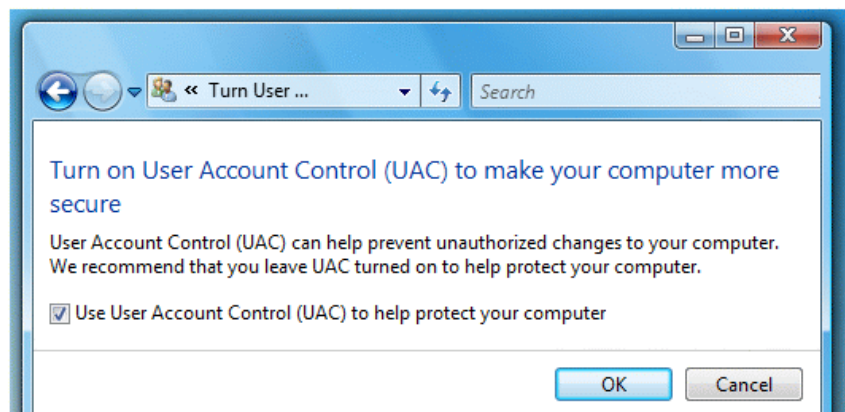 « Turn User ...
Search
Turn on User Account Control (UAC) to make your computer more
secure
User Account Control (UAC) can help prevent unauthorized changes to your computer.
We recommend that you leave UAC turned on to help protect your computer.
Use User Account Control (UAC) to help protect your computer
OK
Cancel